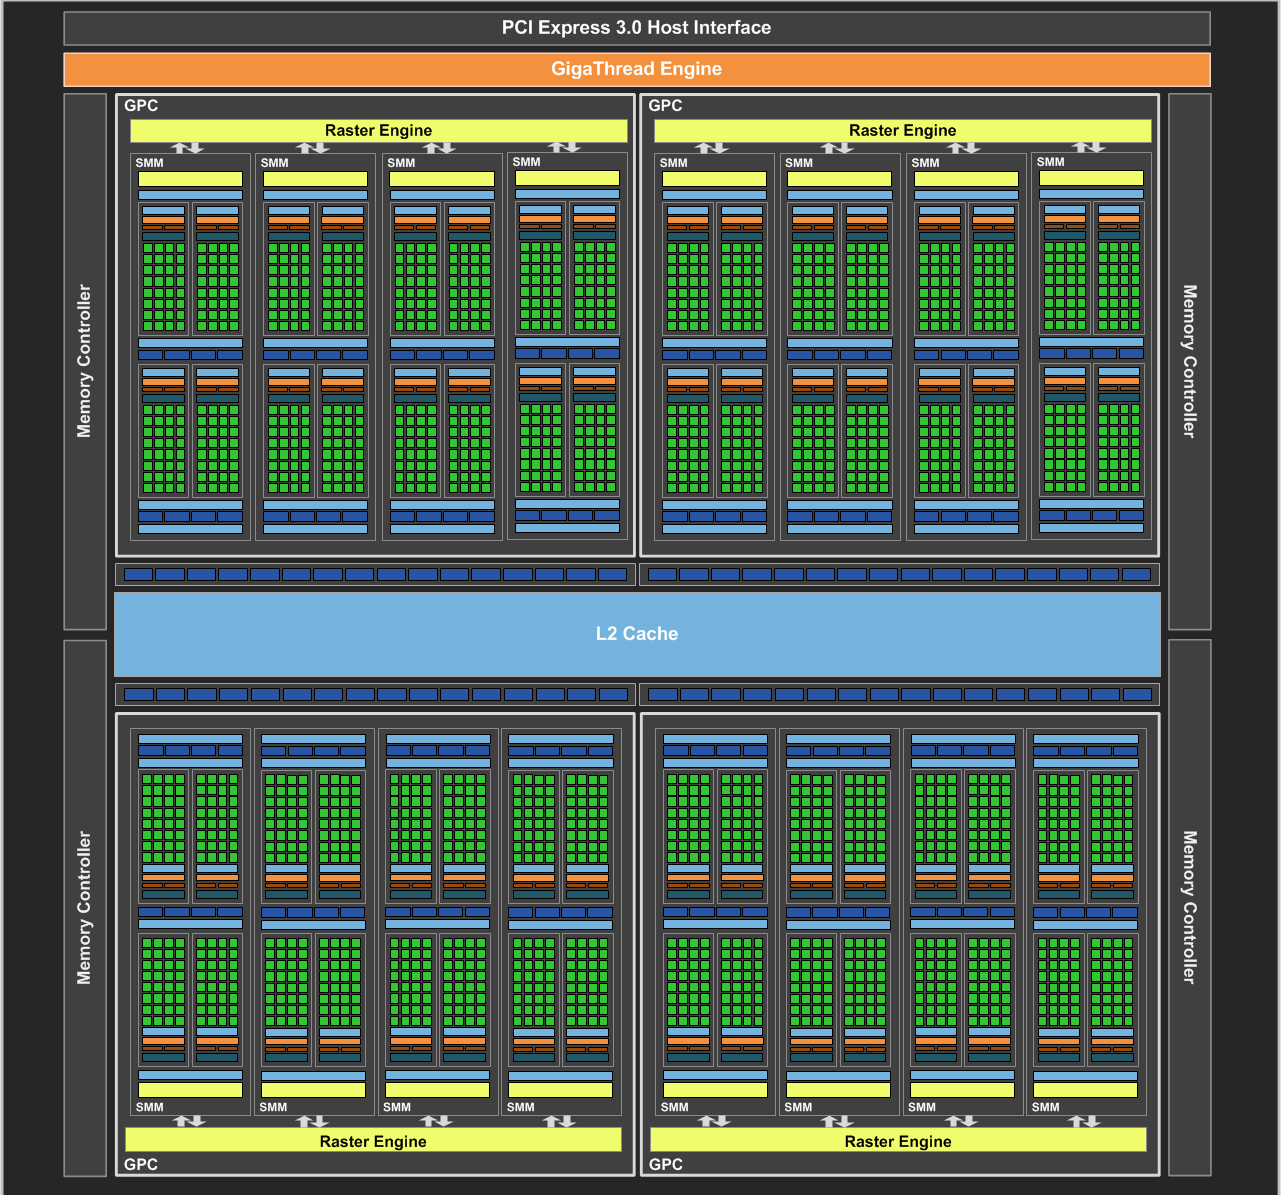 PCI Express 3.0 Host Interface
GigaThread Engine
GPC
GPC
Raster Engine
Raster Engine
SMM
SMM
SMM
SMM
SMM
SMM
SMM
SMM
Memory Controller
Memory Controller
L2 Cache
Memory Controller
Memory Controller
SMM
SMM
SMM
SMM
SMM
SMM
SMM
SMM
Raster Engine
Raster Engine
GPC
GPC